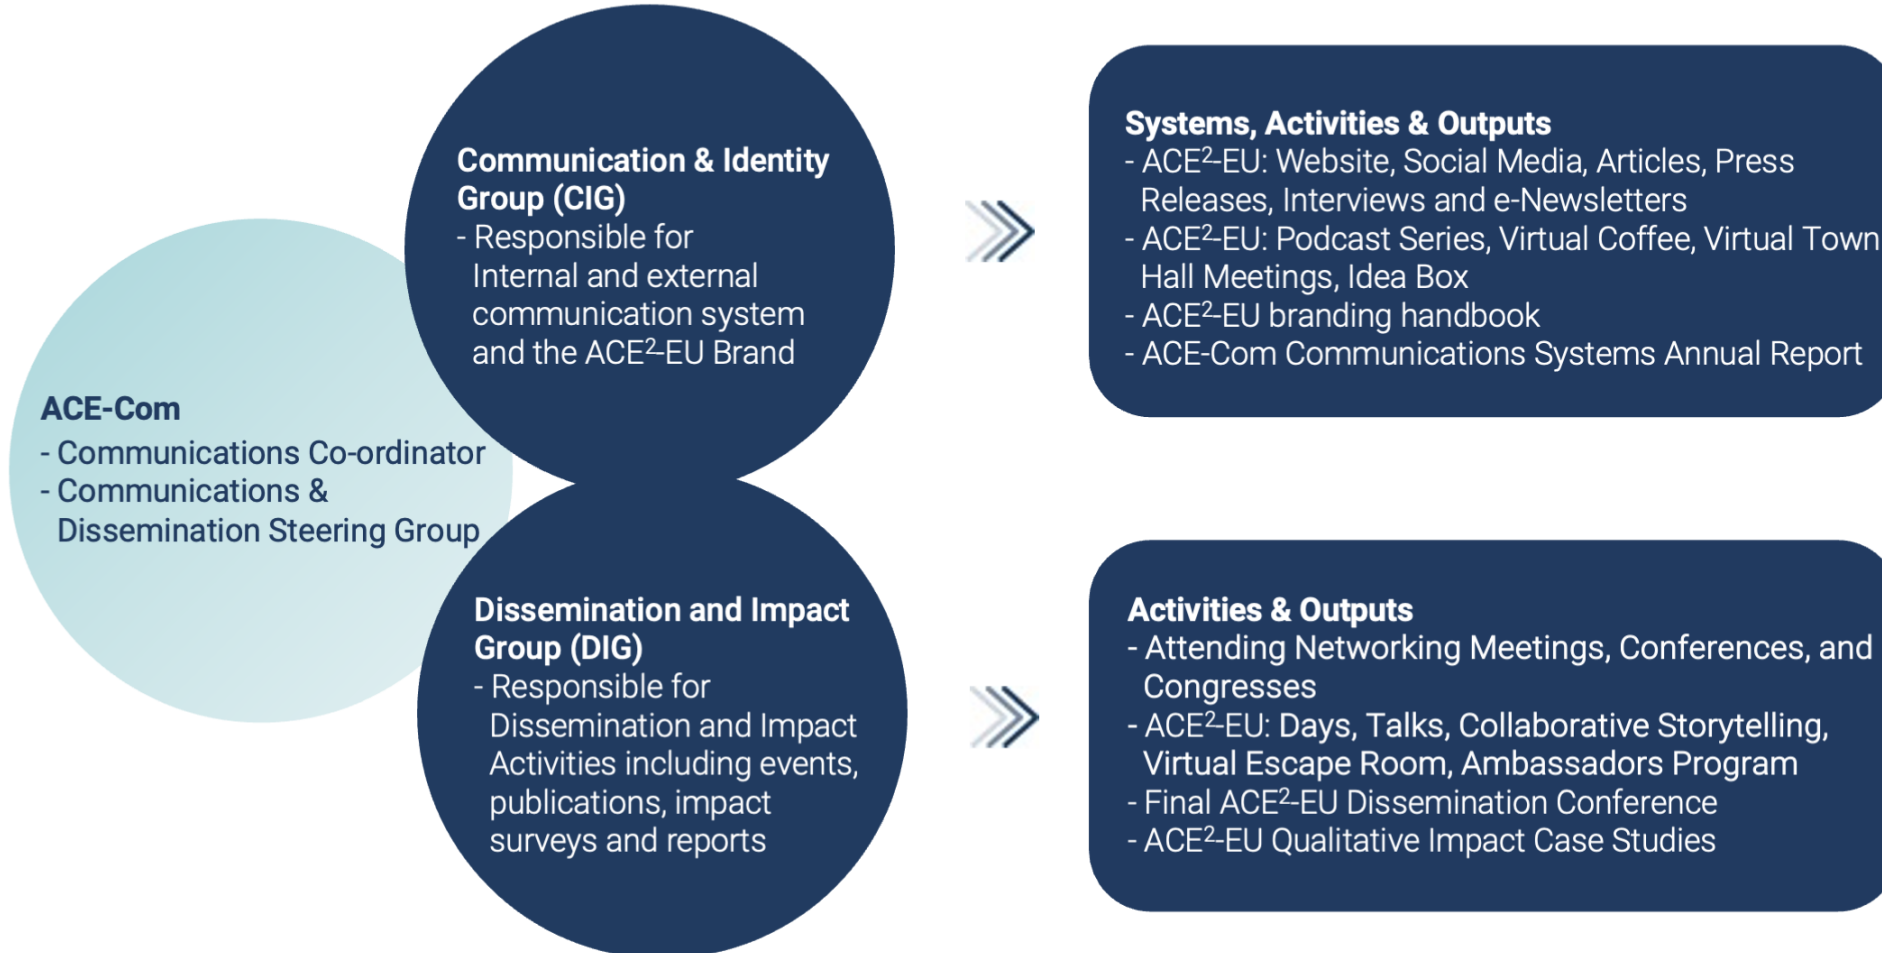 ACE-Com
- Communications Co-ordinator
- Communications &
Dissemination Steering Group
Communication & Identity
Group (CIG)
- Responsible for
Internal and external
communication system
and the ACE²-EU Brand
Systems, Activities & Outputs
- ACE²-EU: Website, Social Media, Articles, Press
Releases, Interviews and e-Newsletters
- ACE²-EU: Podcast Series, Virtual Coffee, Virtual Town
Hall Meetings, Idea Box
- ACE²-EU branding handbook
- ACE-Com Communications Systems Annual Report
Dissemination and Impact
Group (DIG)
- Responsible for
Dissemination and Impact
Activities including events,
publications, impact
surveys and reports
Activities & Outputs
- Attending Networking Meetings, Conferences, and
Congresses
- ACE²-EU: Days, Talks, Collaborative Storytelling,
Virtual Escape Room, Ambassadors Program
- Final ACE²-EU Dissemination Conference
- ACE²-EU Qualitative Impact Case Studies